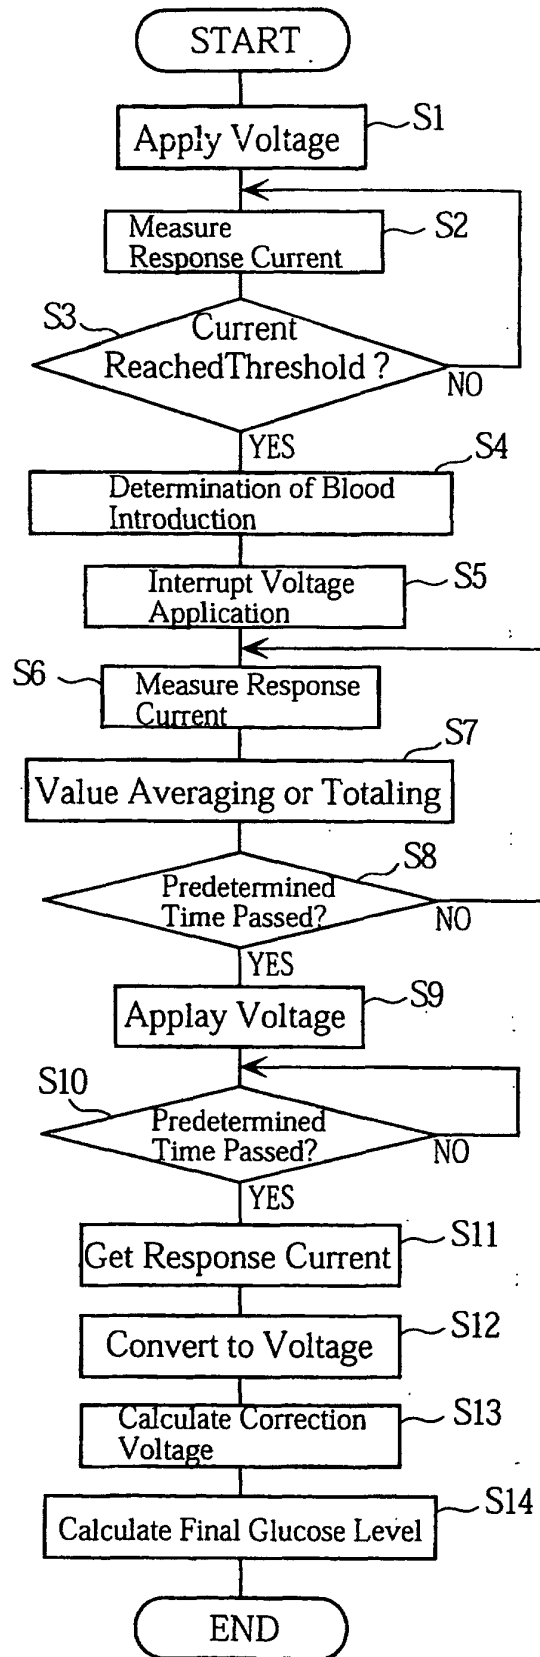 START
Apply Voltage
S1
Measure
Response Current
S2
S3
Current
ReachedThreshold ?
NO
YES
S4
Determination of Blood
Introduction
Interrupt Voltage
Application
S5
S6
Measure Response
Current
S7
Value Averaging or Totaling
S8
Predetermined
Time Passed?
NO
YES
Applay Voltage
S9
S10
Predetermined
Time Passed?
NO
YES
Get Response Current
S11
Convert to Voltage
S12
Calculate Correction
Voltage
S13
Calculate Final Glucose Level
S14
END